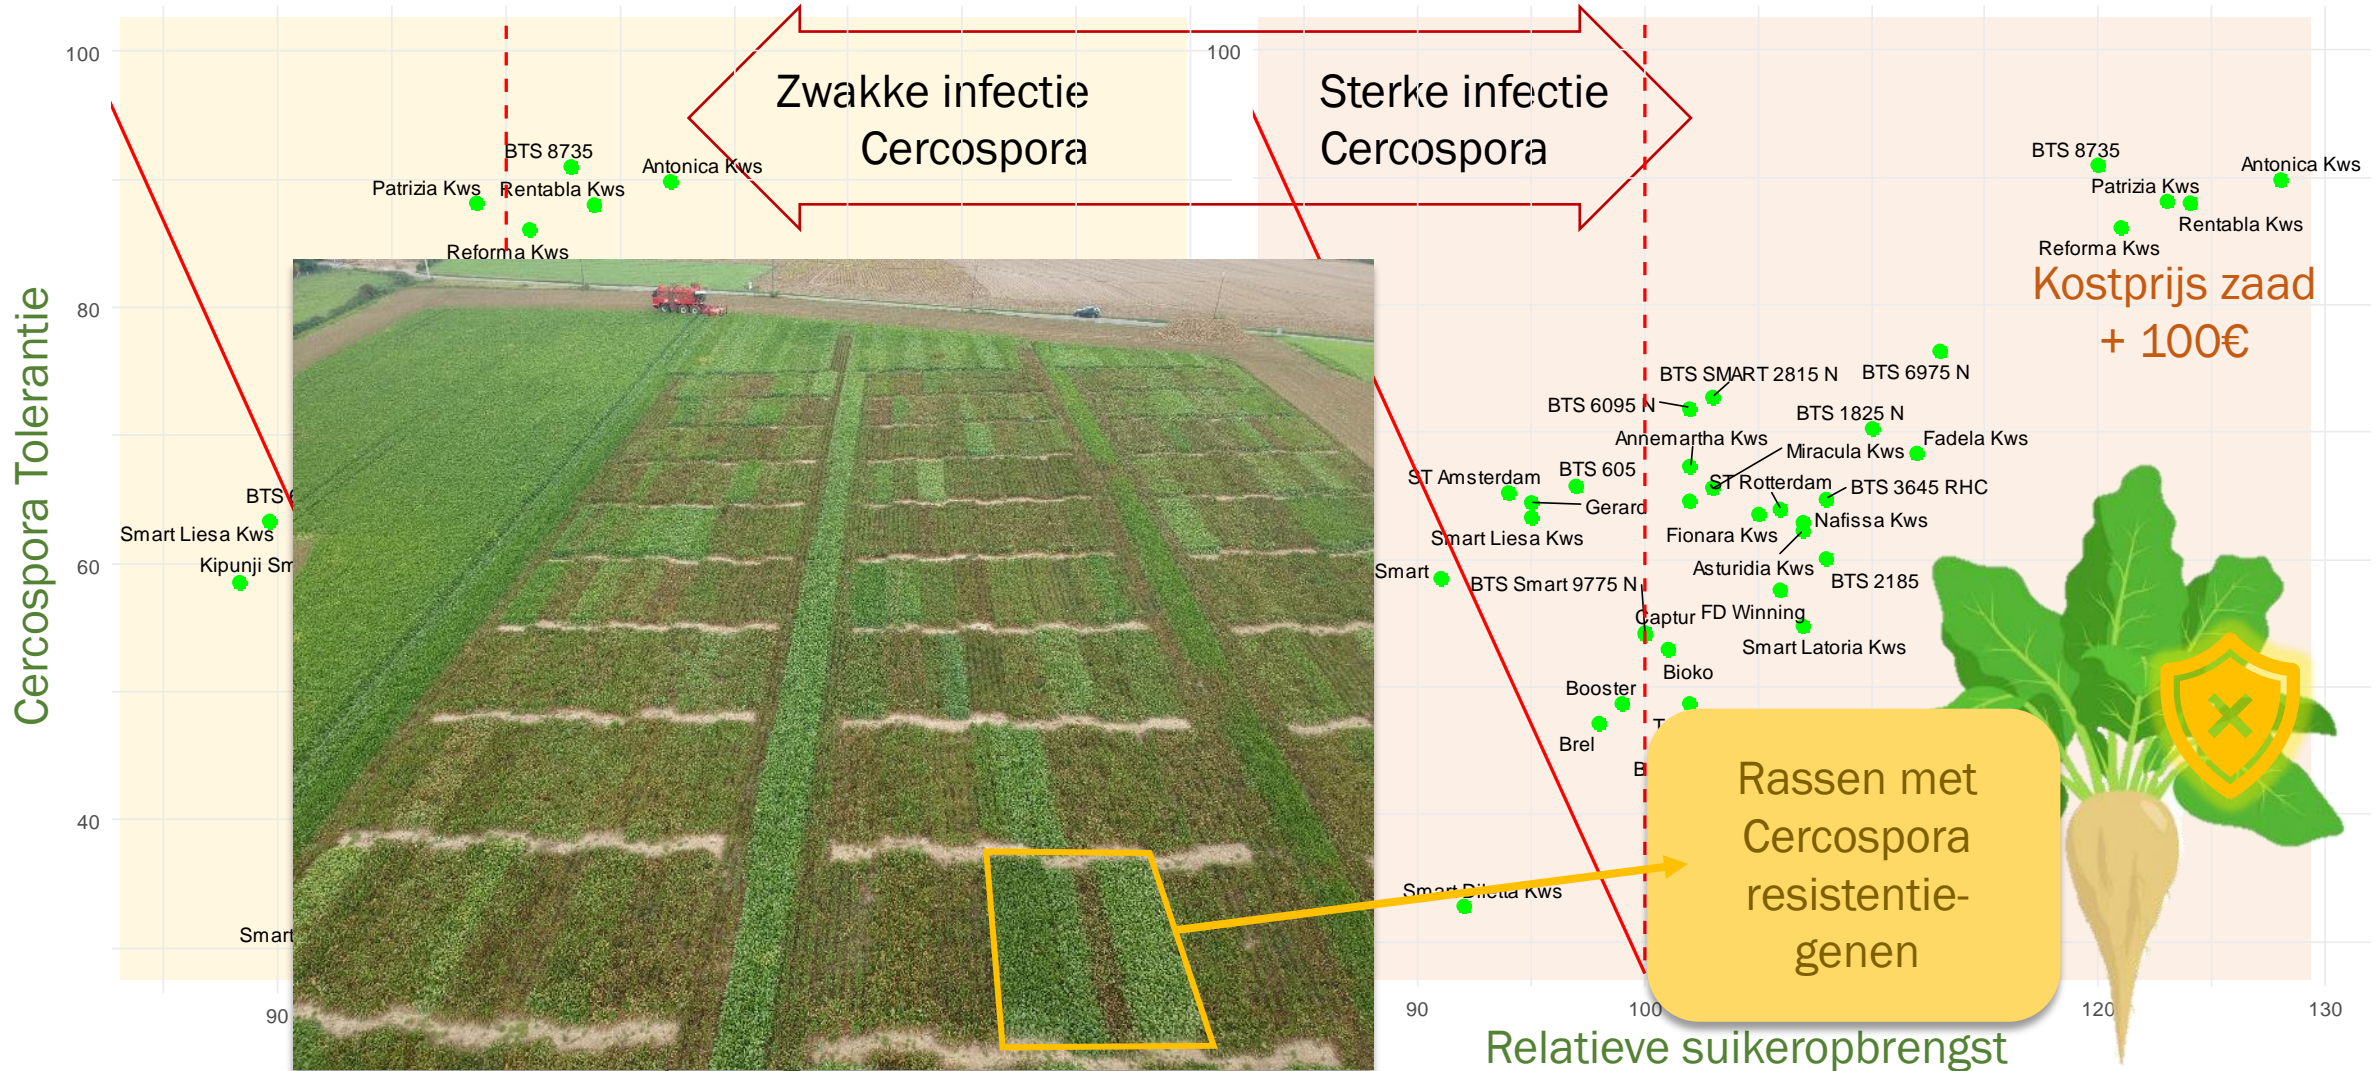 100
100
Zwakke infectie
Cercospora
Sterke infectie
Cercospora
BTS 8735
Antonica Kws
Patrizia Kws
Rentabla Kws
Reforma Kws
BTS 8735
Antonica Kws
Patrizia Kws
Rentabla Kws
Reforma Kws
Kostprijs zaad
+ 100€
Cercospora Tolerantie
80
60
40
BTS SMART 2815 N
BTS 6975 N
BTS 6095 N
BTS 1825 N
Annemartha Kws
Fadela Kws
Miracula Kws
ST Amsterdam
BTS 605
ST Rotterdam
BTS 3645 RHC
Gerard
Nafissa Kws
Fionara Kws
Smart Liesa Kws
Smart Liesa Kws
Kipunji Sm
Smart
BTS Smart 9775 N
Asturidia Kws
BTS 2185
Captur
FD Winning
Smart Latoria Kws
Bioko
Booster
Brel
Smart Diletta Kws
Smart
Rassen met
Cercospora
resistentie-
genen
90
90
100
120
130
Relatieve suikeropbrengst